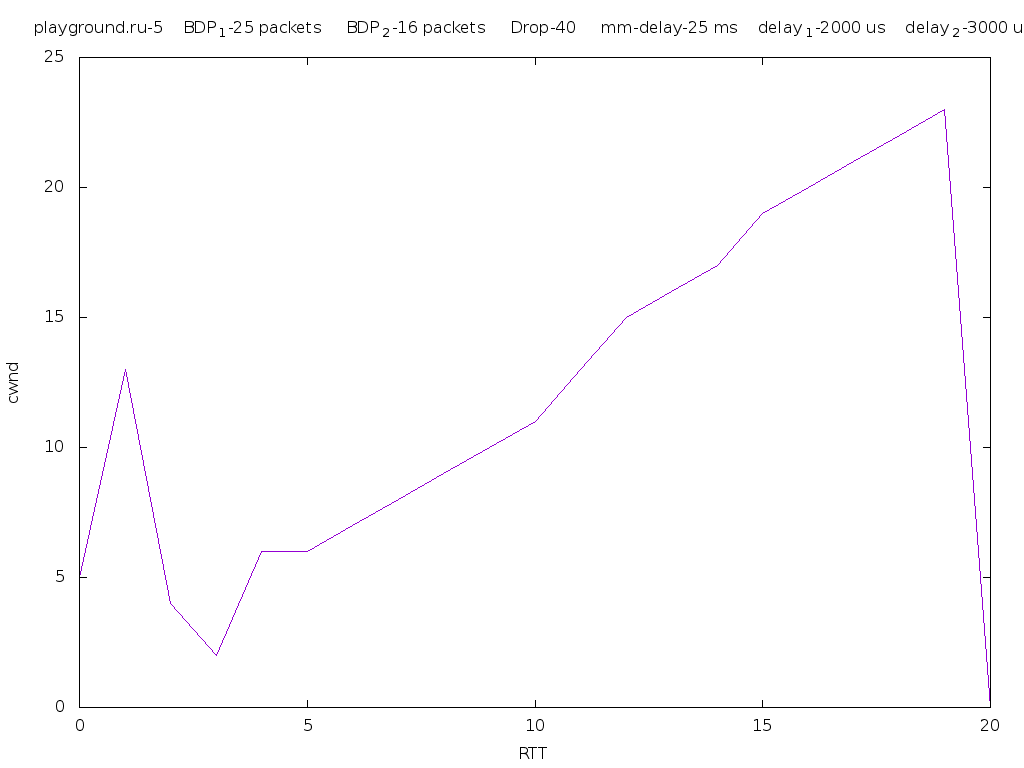 playground.ru-5 BDP1-25 packets BDP2-16 packets Drop-40 mm-delay-25 ms delay1-2000 us delay2-3000 u
25
20
15
10
5
0
cwnd
0 5 10 15 20
RTT